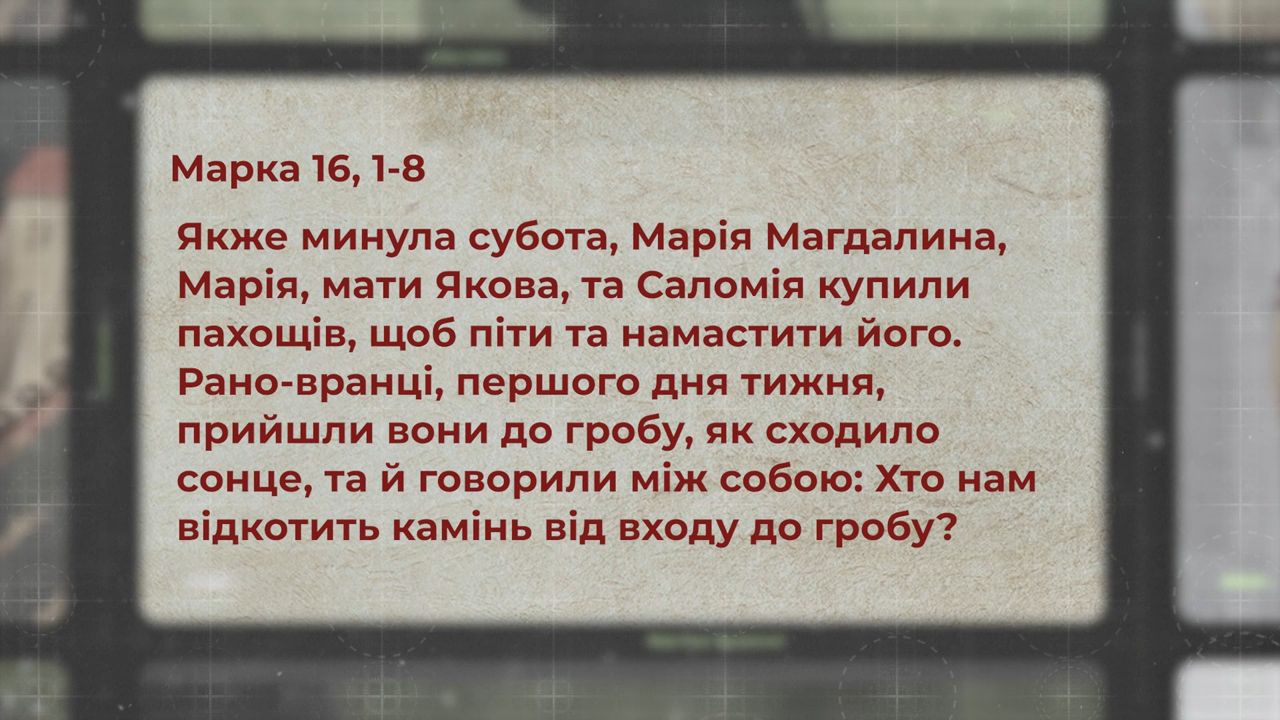 Марка 16, 1-8
Якже минула субота, Марія Магдалина,
Марія, мати Якова, та Саломія купили
пахощів, щоб піти та намастити його.
Рано-вранці, першого дня тижня,
прийшли вони до гробу, як сходило
сонце, та й говорили між собою: Хто нам
відкотить камінь від входу до гробу?